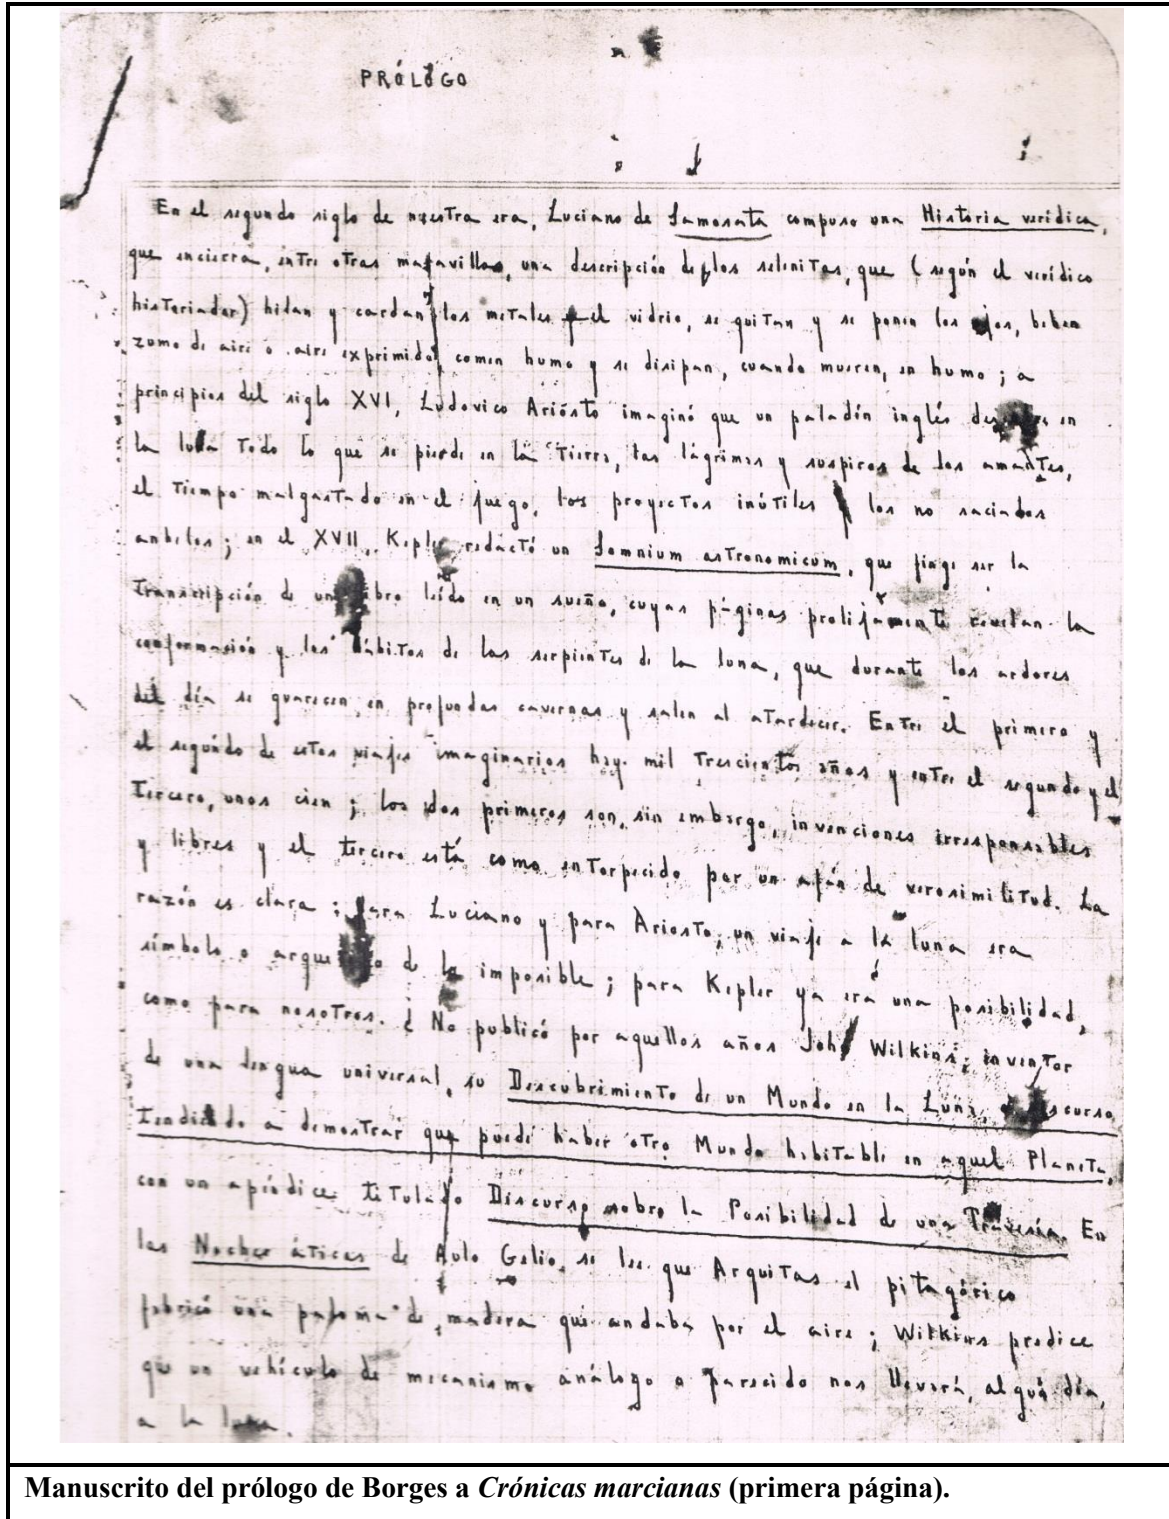 PRÓLOGO
En el segundo siglo de nuestra era, Luciano de Samosata compuso una Historia verídica,
que encierra, entre otras maravillas, una descripción de los selenitas, que (según el verídico
historiador) hilan y cardan los metales y el vidrio, se quitan y se ponen los ojos, beben
zumo de aire o aire exprimido, comen humo y se disipan, cuando mueren, en humo; a
principios del siglo XVI, Ludovico Ariosto imaginó que un paladín inglés en
la luna todo lo que se pierde en la Tierra, las lágrimas y suspiros de los amantes,
el tiempo malgastado en el juego, los proyectos inútiles los no saciados
anhelos; en el XVII, Kepler redactó un Somnium astronomicum, que finge ser la
transcripción de un libro leído en un sueño, cuyas páginas prolijamente revelan la
conformación y los hábitos de las serpientes de la luna, que durante los ardores
del día se guarecen en profundas cavernas y salen al atardecer. Entre el primero y
el segundo de estos viajes imaginarios hay mil trescientos años y entre el segundo y el
tercero, unos cien; los dos primeros son, sin embargo, invenciones irresponsables
y libres y el tercero está como entorpecido por un afán de verosimilitud. La
razón es clara; para Luciano y para Ariosto, un viaje a la luna era
símbolo o arquetipo de lo imposible; para Kepler ya era una posibilidad,
como para nosotros. ¿No publicó por aquellos años John Wilkins, inventor
de una lengua universal, su Descubrimiento de un Mundo en la Luna, discurso
tendiente a demostrar que puede haber otro Mundo habitable en aquel Planeta,
con un apéndice titulado Discurso sobre la Posibilidad de una Travesía. En
las Noches áticas de Aulo Gelio, se lee que Arquitas el pitagórico
fabricó una paloma de madera que andaba por el aire; Wilkins predice
que un vehículo de mecanismo análogo o parecido nos llevará, algún día,
a la luna.
Manuscrito del prólogo de Borges a Crónicas marcianas (primera página).